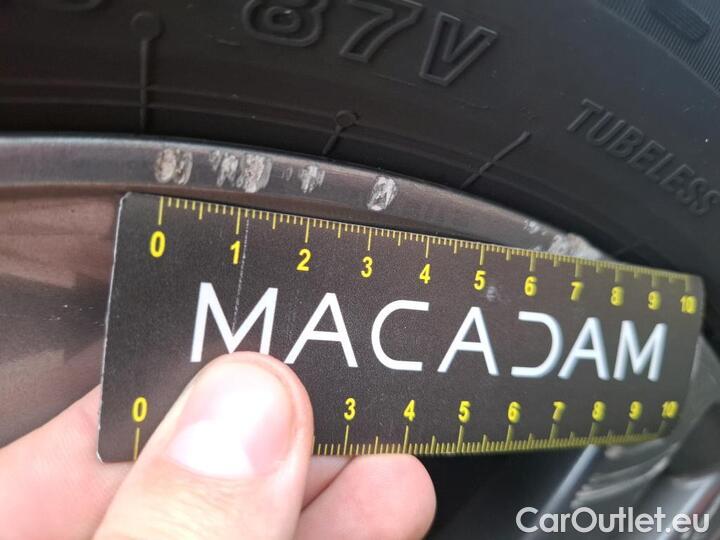 87V
TUBELESS
0 1 2 3 4 5 6 7 8 9 10
MACADAM
0 3 4 5 6 7 8 9 10
CarOutlet.eu